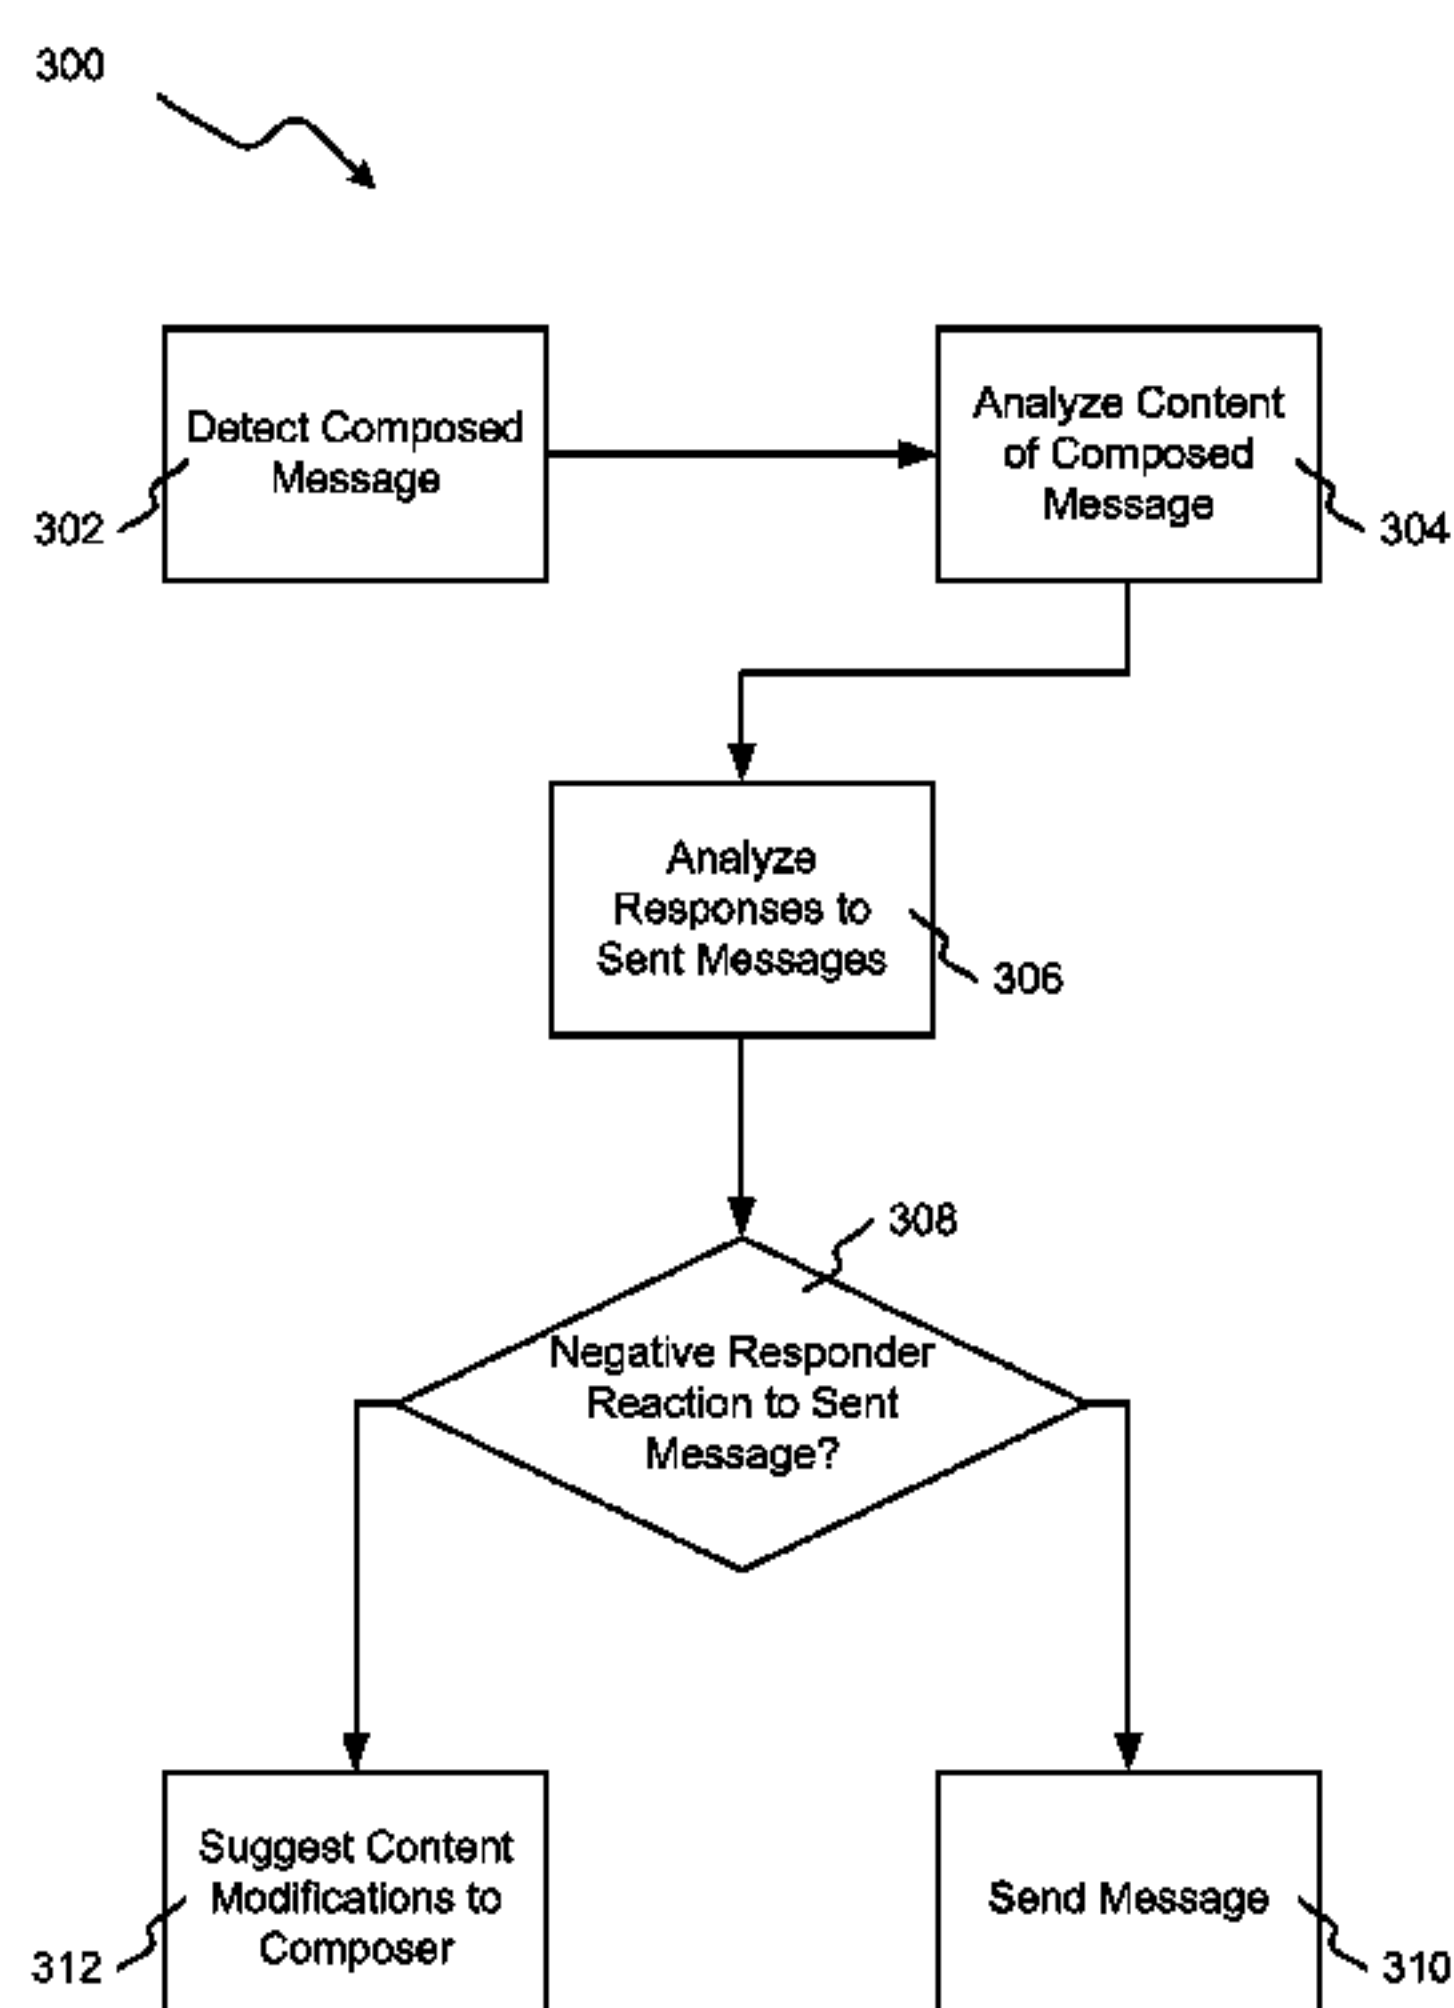 300
Detect Composed
Message
302
Analyze Content
of Composed
Message
304
Analyze
Responses to
Sent Messages
306
308
Negative Responder
Reaction to Sent
Message?
Suggest Content
Modifications to
Composer
312
Send Message
310